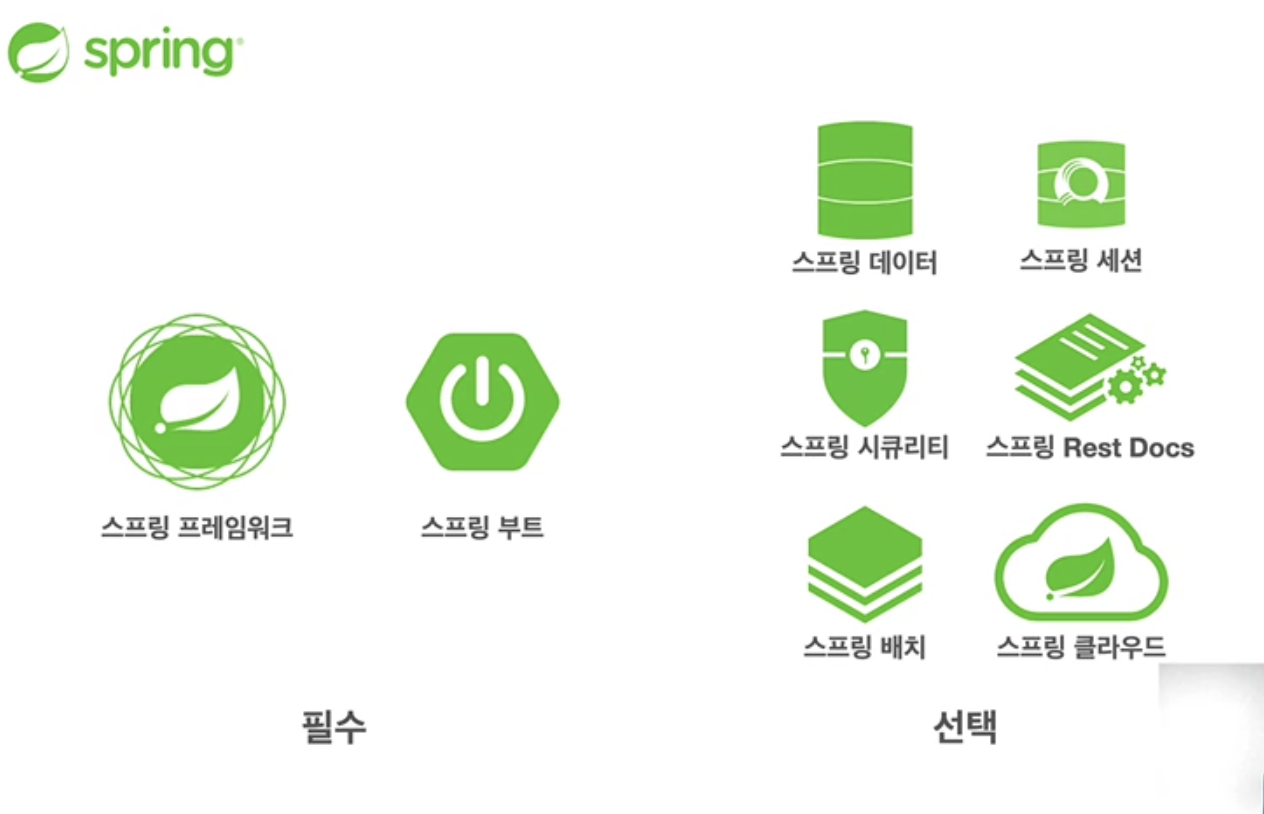 spring
스프링 데이터
스프링 세션
스프링 시큐리티
스프링 Rest Docs
스프링 프레임워크
스프링 부트
스프링 배치
스프링 클라우드
필수
선택